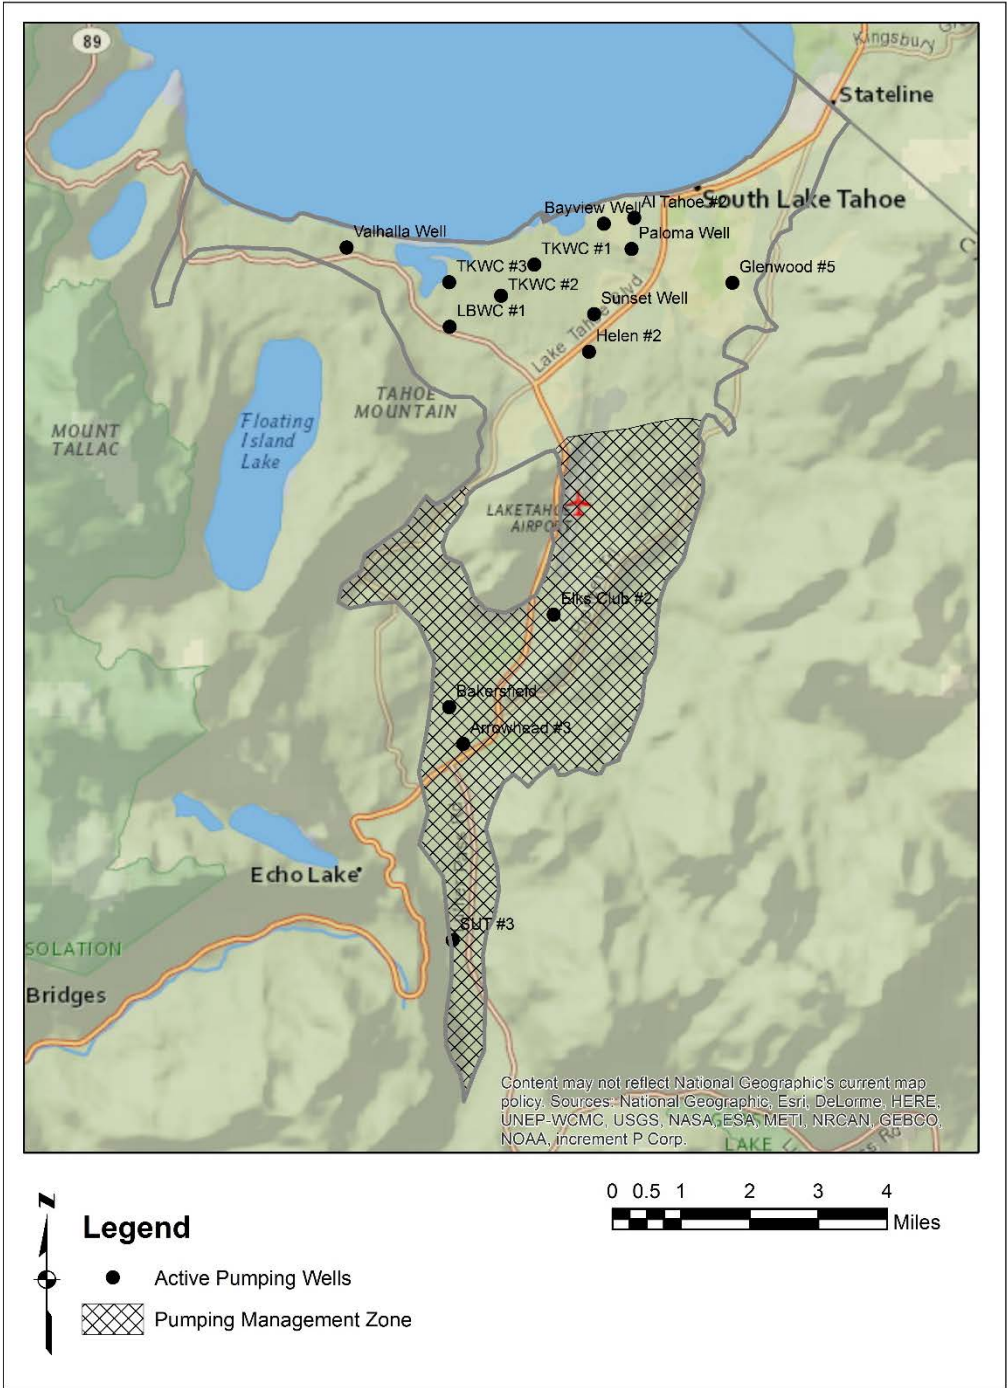 89
Kingsbury
Stateline
South Lake Tahoe
Al Tahoe #2
Bayview Well
Paloma Well
Valhalla Well
TKWC #1
TKWC #3
Glenwood #5
TKWC #2
LBWC #1
Sunset Well
Lake Tahoe Blvd
Helen #2
TAHOE
MOUNTAIN
MOUNT
TALLAC
Floating
Island
Lake
LAKE TAHOE
AIRPORT
Elks Club #2
Bakersfield
Arrowhead #3
Echo Lake
SUT #3
SOLATION
Bridges
Content may not reflect National Geographic's current map
policy. Sources: National Geographic, Esri, DeLorme, HERE,
UNEP-WCMC, USGS, NASA, ESA, METI, NRCAN, GEBCO,
NOAA, increment P Corp.
LAKE
Rd
0 0.5 1 2 3 4
Miles
N
Legend
Active Pumping Wells
Pumping Management Zone